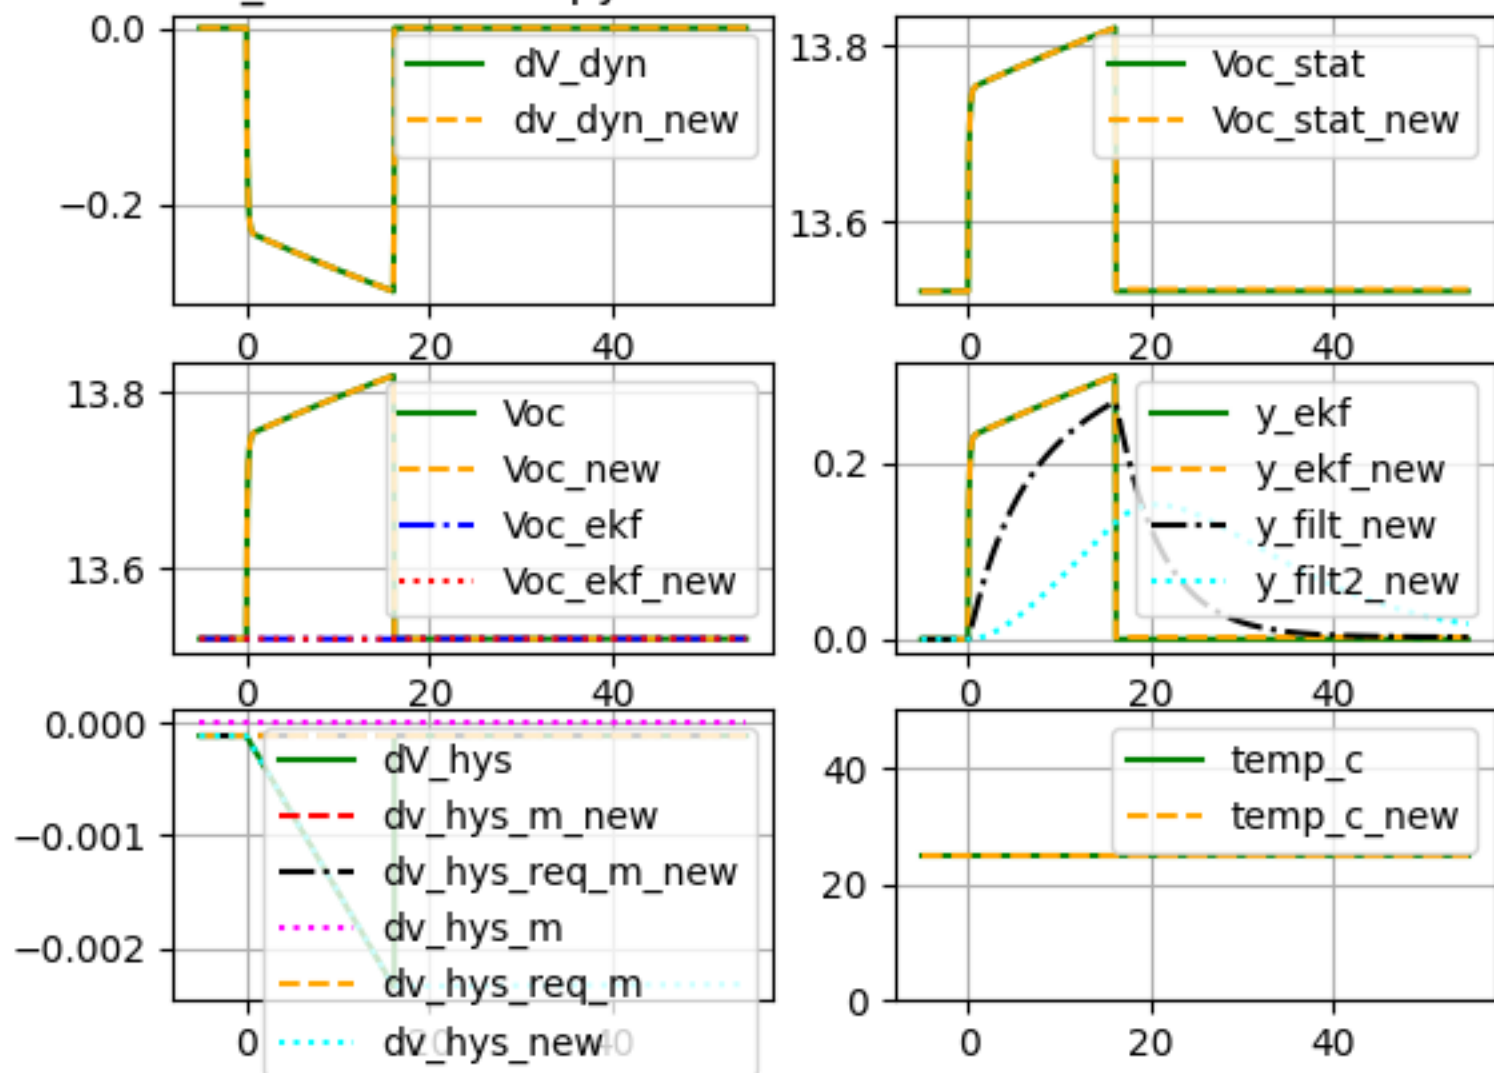 0.0
−0.2
dV_dyn
dv_dyn_new
0 20 40
13.8
13.6
Voc_stat
Voc_stat_new
0 20 40
13.8
13.6
Voc
Voc_new
Voc_ekf
Voc_ekf_new
0 20 40
0.2
0.0
y_ekf
y_ekf_new
y_filt_new
y_filt2_new
0 20 40
0.000
−0.001
−0.002
dV_hys
dv_hys_m_new
dv_hys_req_m_new
dv_hys_m
dv_hys_req_m
dv_hys_new
0 20 40
40
20
0
temp_c
temp_c_new
0 20 40